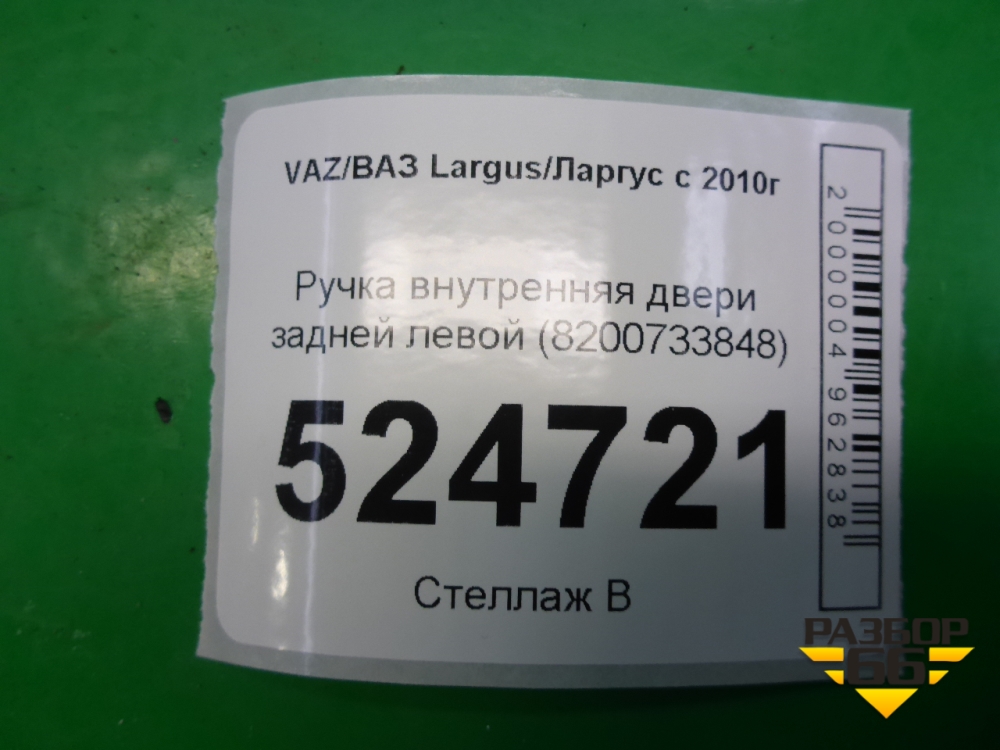 VAZ/ВАЗ Largus/Ларгус с 2010г
Ручка внутренняя двери
задней левой (8200733848)
524721
Стеллаж В
2000004962838
РАЗБОР
66